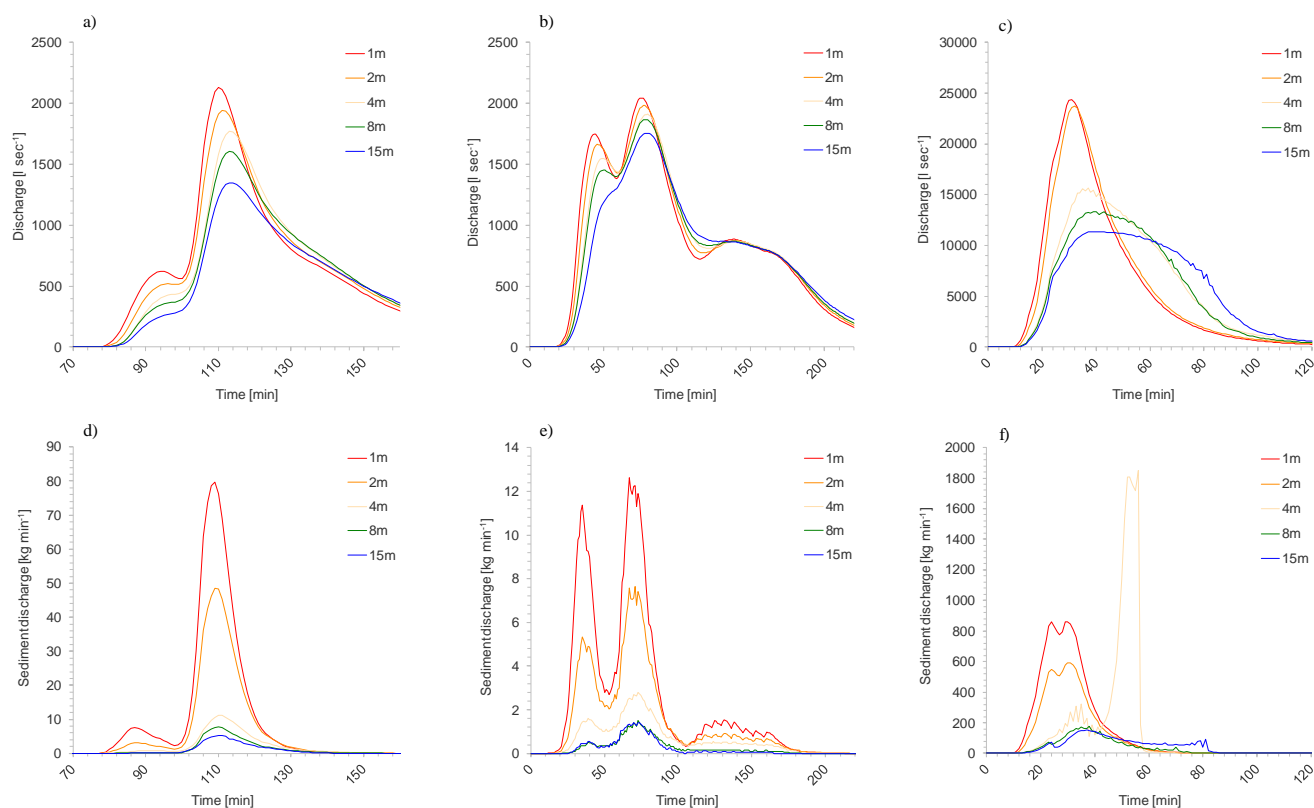 a)
Discharge [l sec⁻¹]
2500
2000
1500
1000
500
0
70
90
110
130
150
Time [min]
1m
2m
4m
8m
15m
b)
Discharge [l sec⁻¹]
2500
2000
1500
1000
500
0
0
50
100
150
200
Time [min]
1m
2m
4m
8m
15m
c)
Discharge [l sec⁻¹]
30000
25000
20000
15000
10000
5000
0
0
20
40
60
80
100
120
Time [min]
1m
2m
4m
8m
15m
d)
Sediment discharge [kg min⁻¹]
90
80
70
60
50
40
30
20
10
0
70
90
110
130
150
Time [min]
1m
2m
4m
8m
15m
e)
Sediment discharge [kg min⁻¹]
14
12
10
8
6
4
2
0
0
50
100
150
200
Time [min]
1m
2m
4m
8m
15m
f)
Sediment discharge [kg min⁻¹]
2000
1800
1600
1400
1200
1000
800
600
400
200
0
0
20
40
60
80
100
120
Time [min]
1m
2m
4m
8m
15m